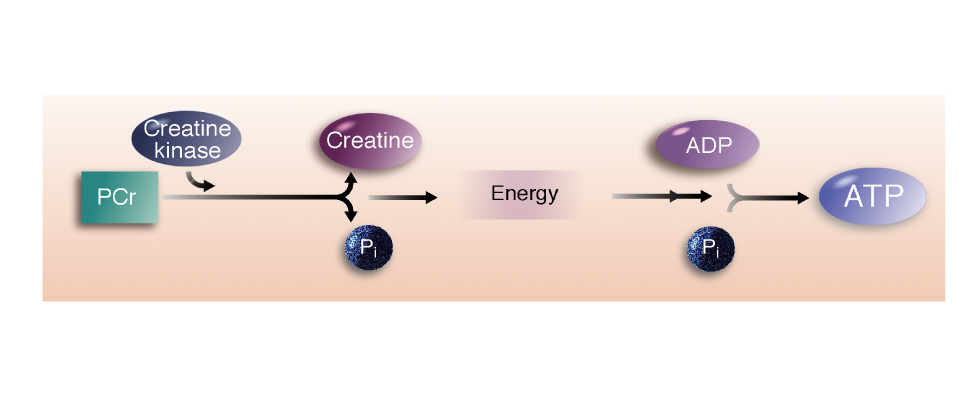 Creatine
kinase
PCr
Creatine
Pi
Energy
ADP
Pi
ATP